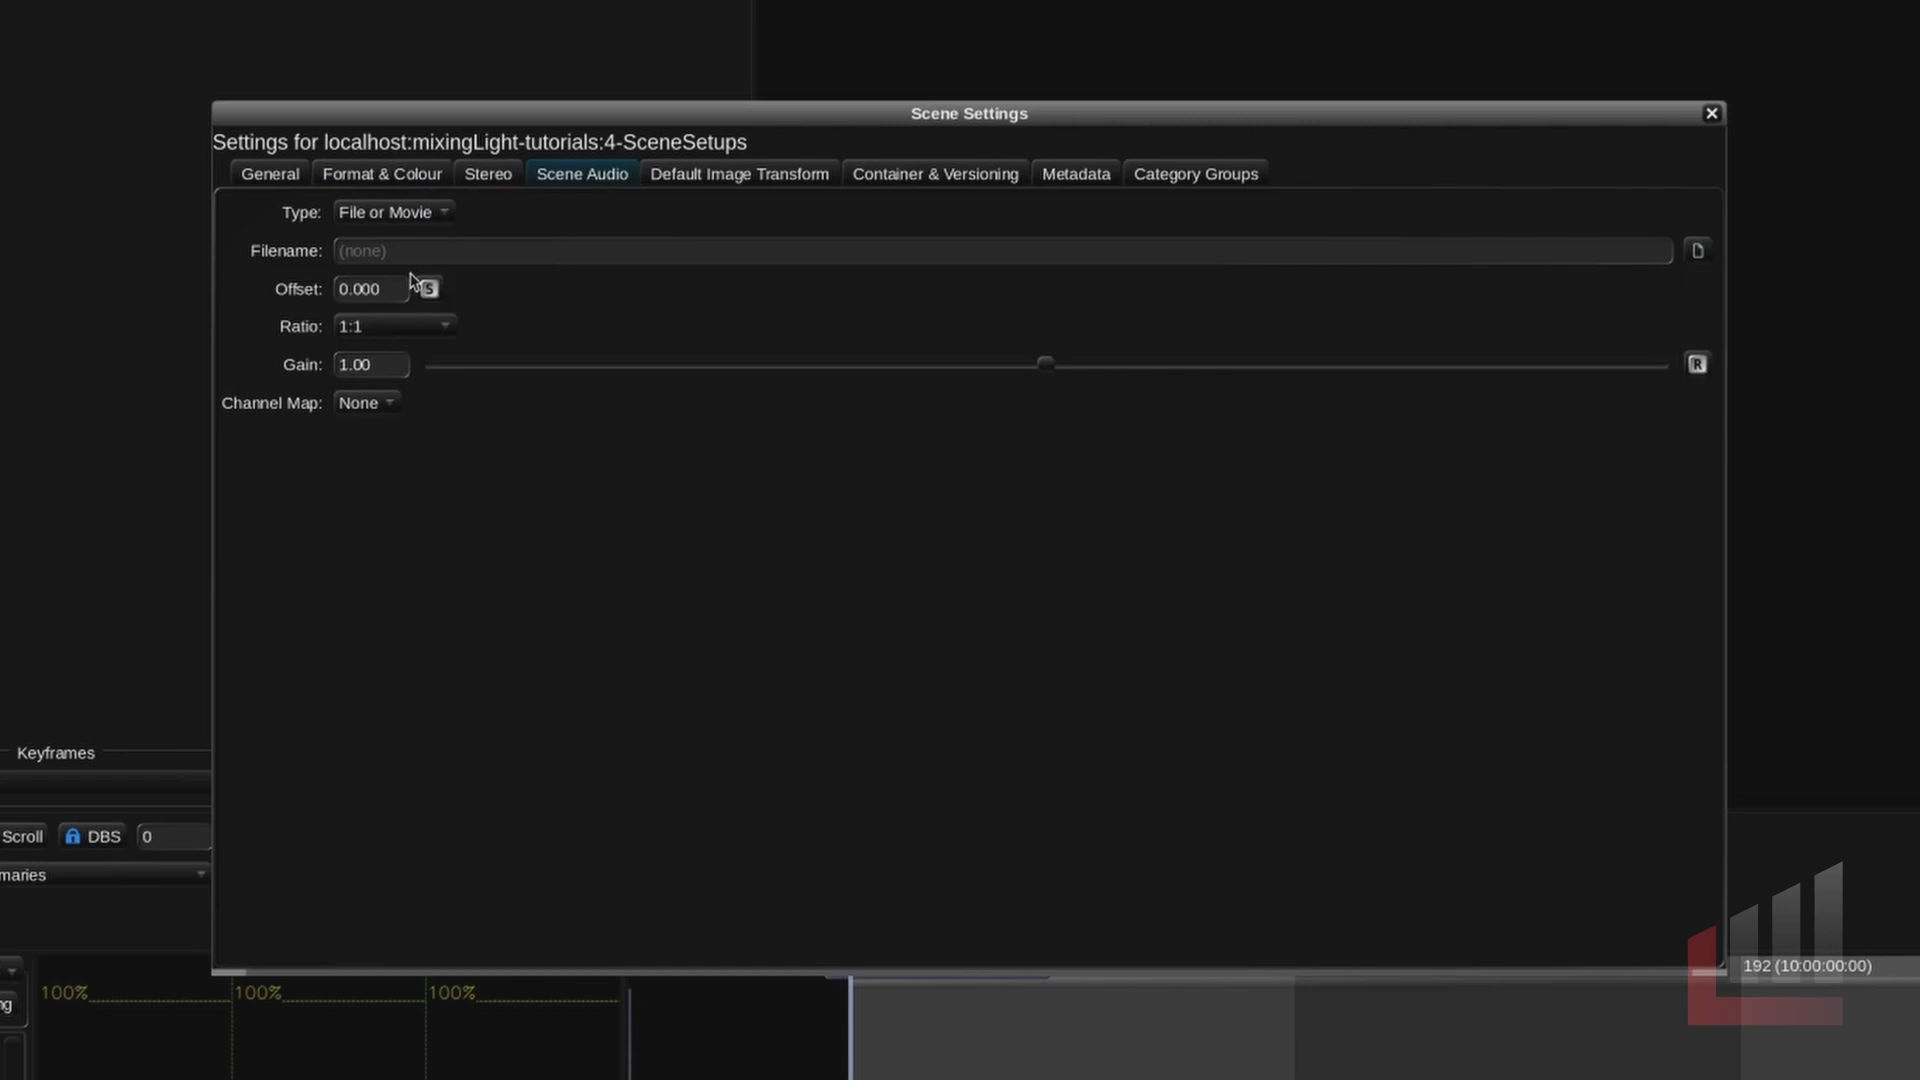 Scene Settings
Settings for localhost:mixingLight-tutorials:4-SceneSetups
General Format & Colour Stereo Scene Audio Default Image Transform Container & Versioning Metadata Category Groups
Type: File or Movie
Filename: (none)
Offset: 0.000 S
Ratio: 1:1
Gain: 1.00 R
Channel Map: None
Keyframes
Scroll DBS 0
maries
192 (10:00:00:00)
100% 100% 100%
ng